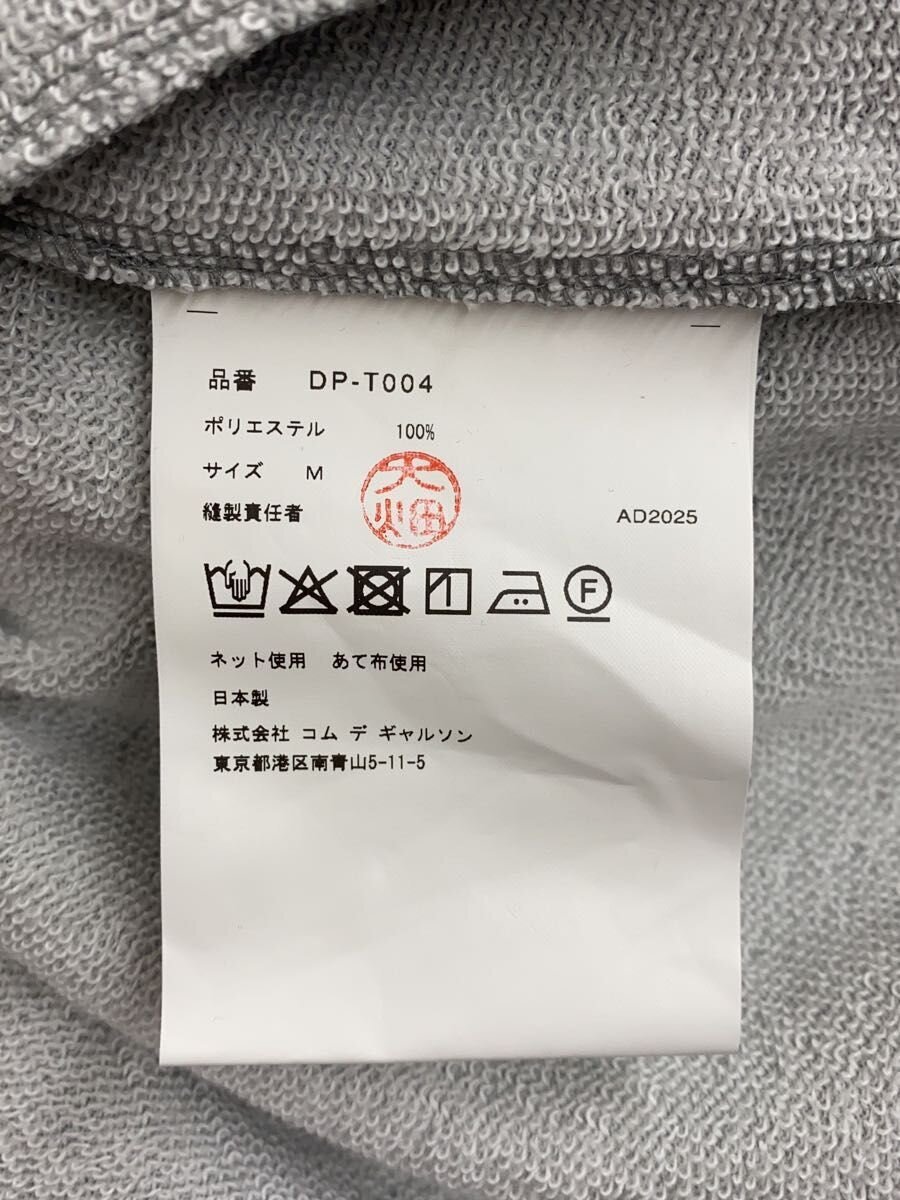 品番 DP-T004
ポリエステル 100%
サイズ M
縫製責任者 大畑 AD2025
F
ネット使用 あて布使用
日本製
株式会社 コム デ ギャルソン
東京都港区南青山5-11-5